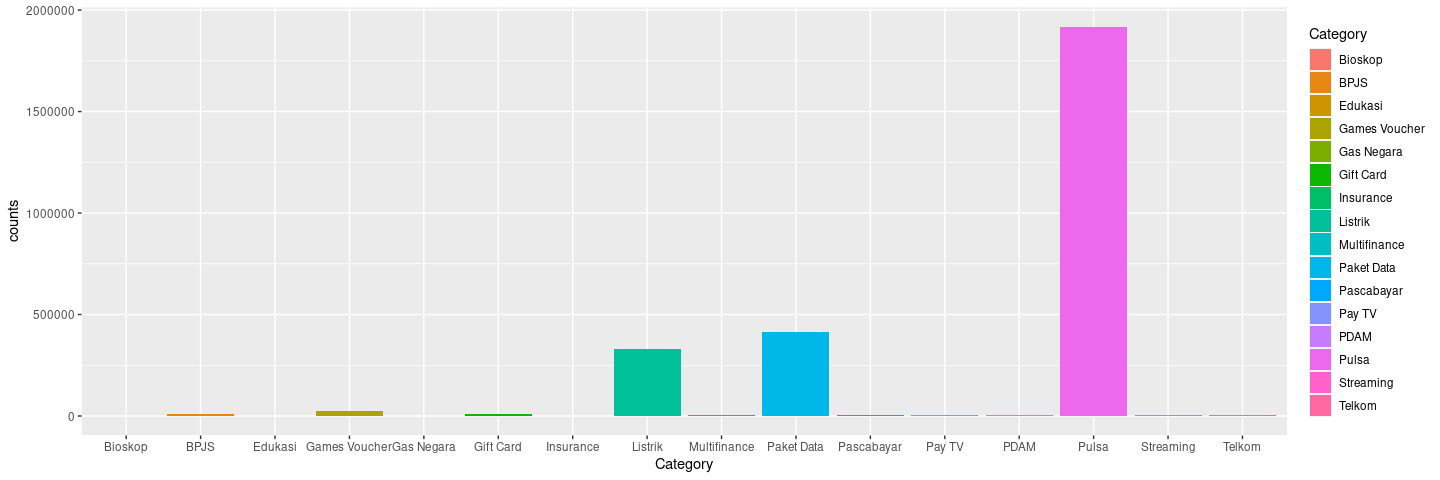 2000000
1500000
1000000
500000
0
counts
Bioskop BPJS Edukasi Games Voucher Gas Negara Gift Card Insurance Listrik Multifinance Paket Data Pascabayar Pay TV PDAM Pulsa Streaming Telkom
Category
Category
Bioskop
BPJS
Edukasi
Games Voucher
Gas Negara
Gift Card
Insurance
Listrik
Multifinance
Paket Data
Pascabayar
Pay TV
PDAM
Pulsa
Streaming
Telkom